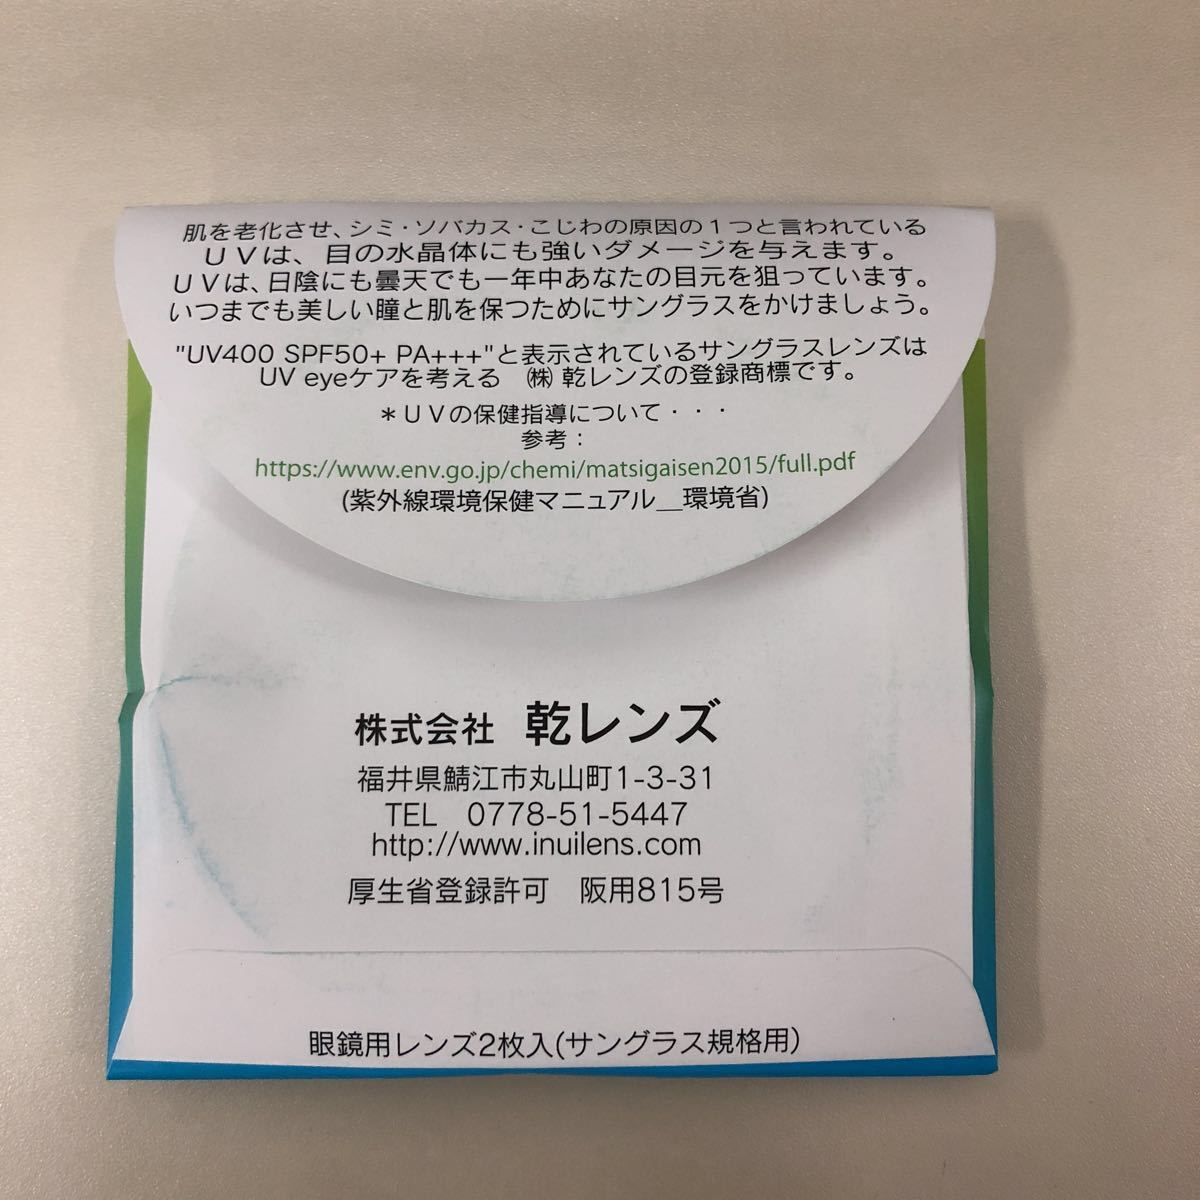 肌を老化させ、シミ・ソバカス・こじわの原因の１つと言われている
ＵＶは、目の水晶体にも強いダメージを与えます。
ＵＶは、日陰にも曇天でも一年中あなたの目元を狙っています。
いつまでも美しい瞳と肌を保つためにサングラスをかけましょう。
"UV400 SPF50+ PA+++"と表示されているサングラスレンズは
UV eyeケアを考える　㈱ 乾レンズの登録商標です。
＊ＵＶの保健指導について・・・
参考：
https://www.env.go.jp/chemi/matsigaisen2015/full.pdf
(紫外線環境保健マニュアル＿環境省)
株式会社　乾レンズ
福井県鯖江市丸山町1-3-31
TEL　0778-51-5447
http://www.inuilens.com
厚生省登録許可　阪用815号
眼鏡用レンズ2枚入(サングラス規格用)